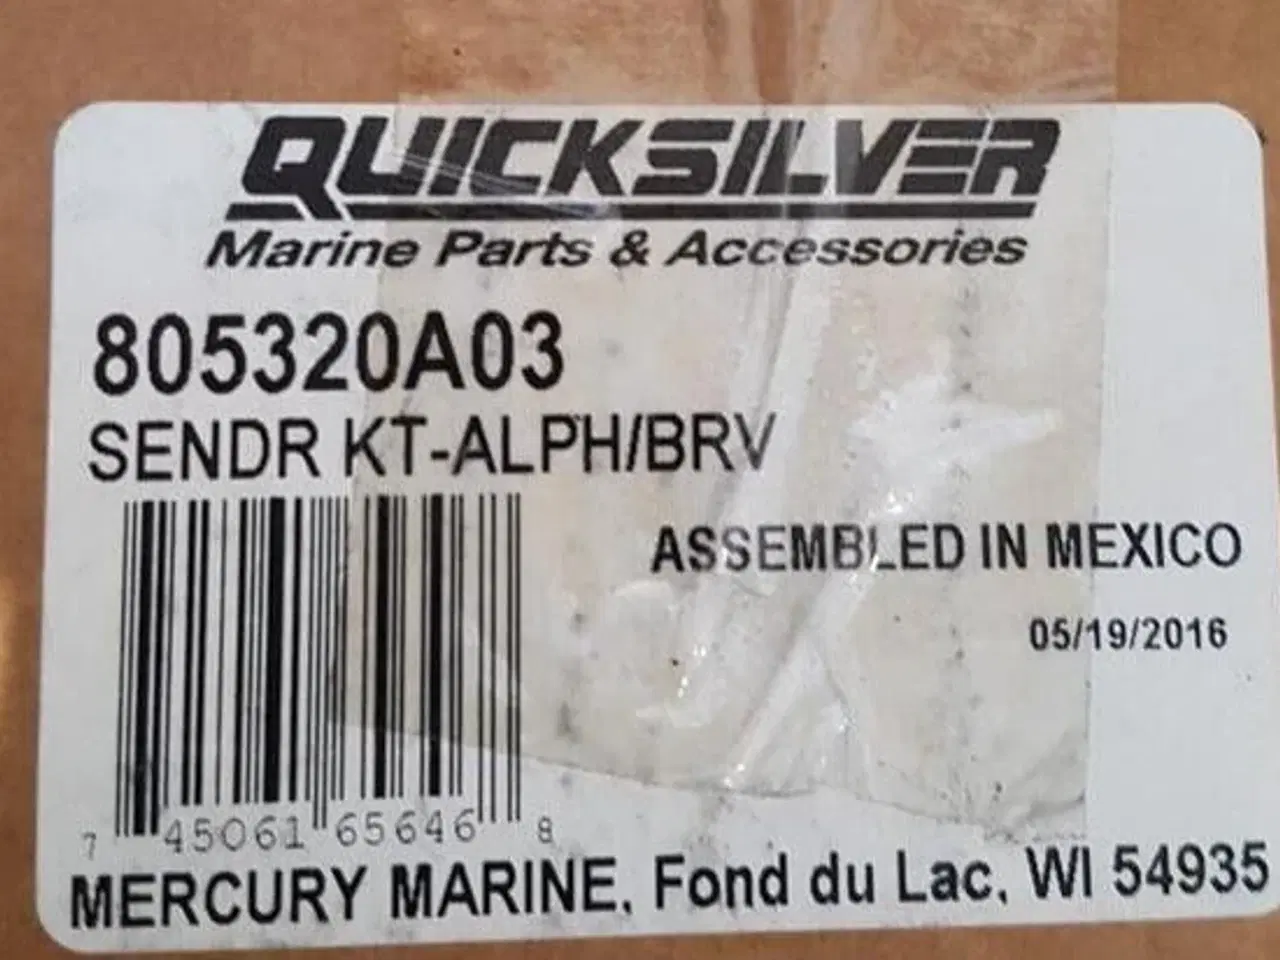 QUICKSILVER
Marine Parts & Accessories
805320A03
SENDR KT-ALPH/BRV
ASSEMBLED IN MEXICO
05/19/2016
7 45061 65646 8
MERCURY MARINE, Fond du Lac, WI 54935